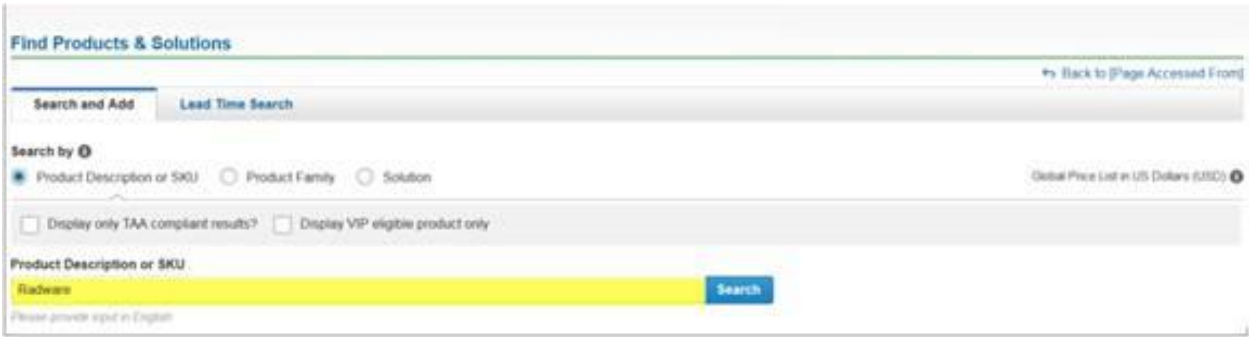 Find Products & Solutions
Back to [Page Accessed From]
Search and Add Lead Time Search
Search by
Product Description or SKU Product Family Solution Global Price List in US Dollars (USD)
Display only TAA compliant results? Display VIP eligible product only
Product Description or SKU
Radware Search
Please provide input in English